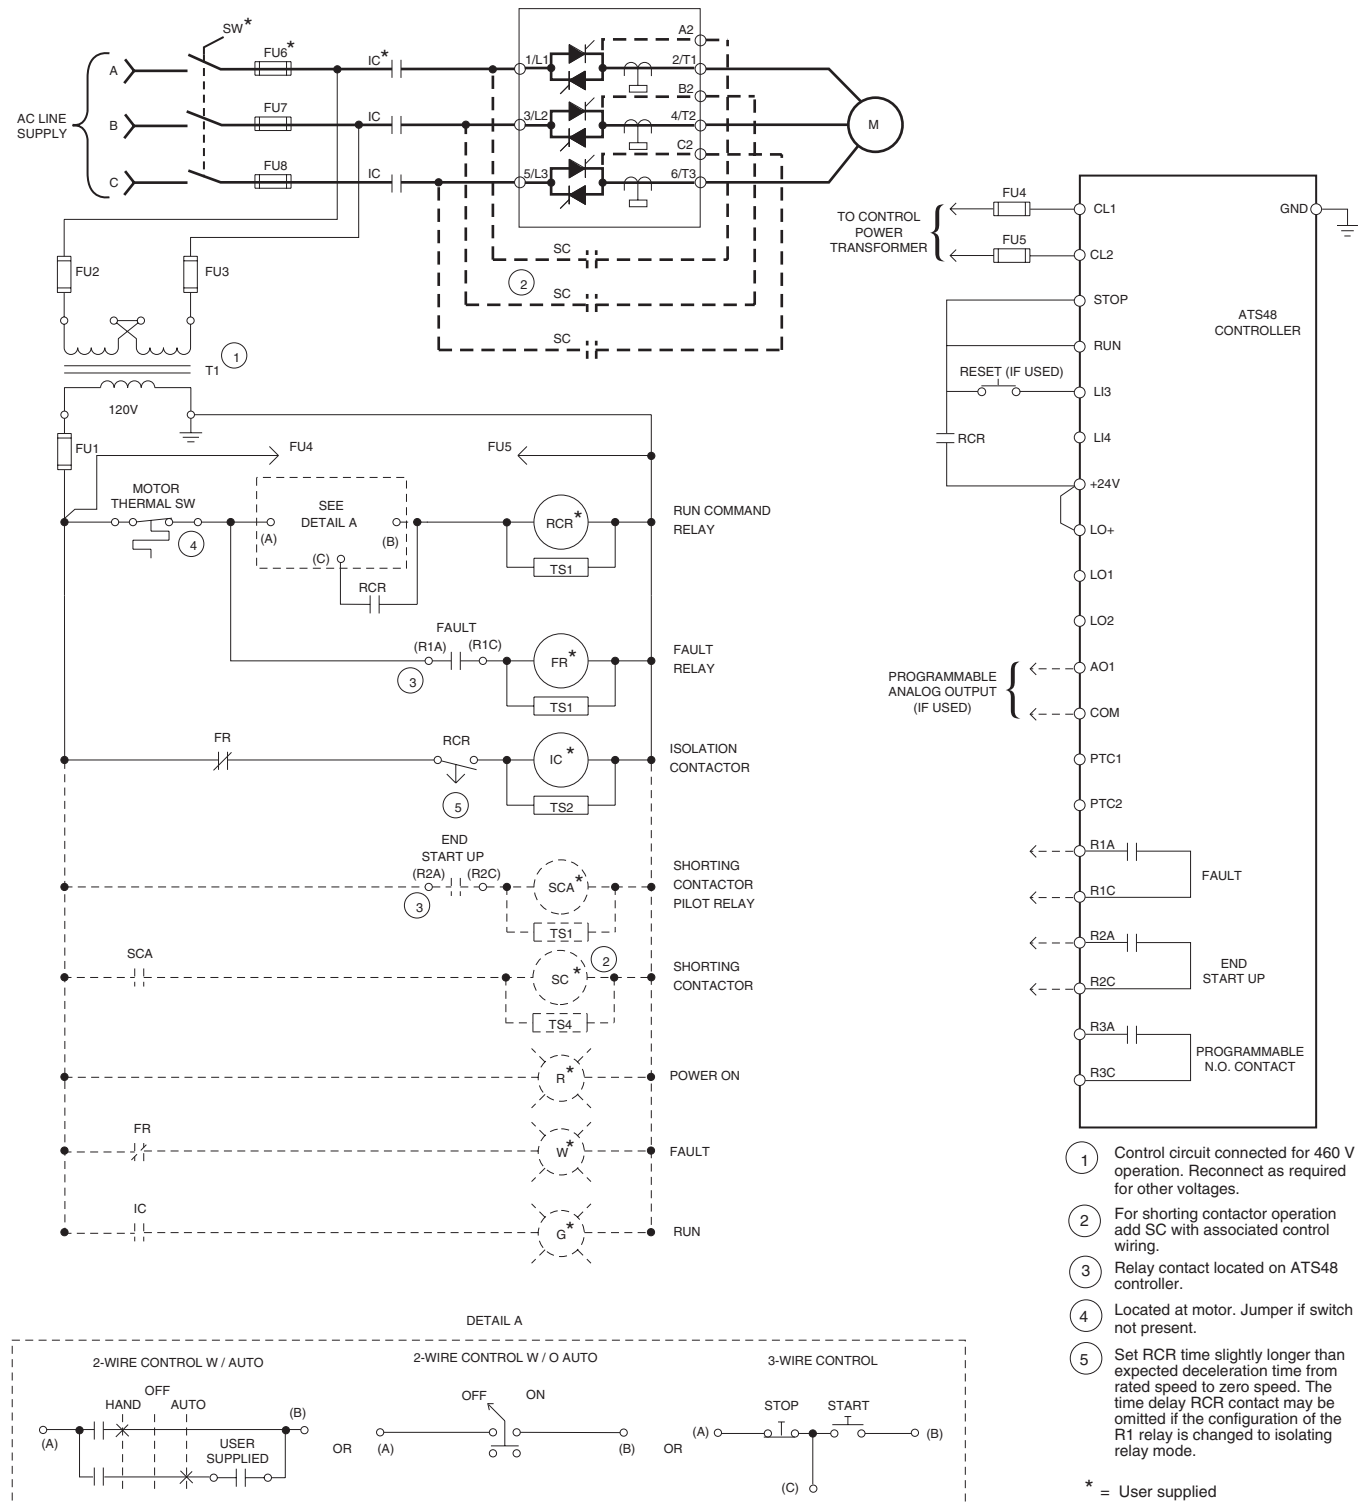 SW*
FU6*
IC*
A2
1/L1
2/T1
A
B2
FU7
IC
3/L2
4/T2
AC LINE
SUPPLY
B
M
C2
FU8
IC
5/L3
6/T3
C
SC
2
SC
SC
FU2
FU3
1
T1
120V
FU1
FU4
FU5
MOTOR
THERMAL SW
4
SEE
DETAIL A
(A)
(B)
(C)
RCR
RCR*
TS1
RUN COMMAND
RELAY
FAULT
(R1A)
(R1C)
3
FR*
TS1
FAULT
RELAY
FR
RCR
5
IC*
TS2
ISOLATION
CONTACTOR
END
START UP
(R2A)
(R2C)
3
SCA*
TS1
SHORTING
CONTACTOR
PILOT RELAY
SCA
2
SC*
TS4
SHORTING
CONTACTOR
R*
POWER ON
FR
W*
FAULT
IC
G*
RUN
TO CONTROL
POWER
TRANSFORMER
FU4
CL1
GND
FU5
CL2
STOP
ATS48
CONTROLLER
RUN
RESET (IF USED)
LI3
RCR
LI4
+24V
LO+
LO1
LO2
PROGRAMMABLE
ANALOG OUTPUT
(IF USED)
AO1
COM
PTC1
PTC2
R1A
FAULT
R1C
R2A
END
START UP
R2C
R3A
PROGRAMMABLE
N.O. CONTACT
R3C
1 Control circuit connected for 460 V
operation. Reconnect as required
for other voltages.
2 For shorting contactor operation
add SC with associated control
wiring.
3 Relay contact located on ATS48
controller.
4 Located at motor. Jumper if switch
not present.
5 Set RCR time slightly longer than
expected deceleration time from
rated speed to zero speed. The
time delay RCR contact may be
omitted if the configuration of the
R1 relay is changed to isolating
relay mode.
* = User supplied
DETAIL A
2-WIRE CONTROL W / AUTO
OFF
HAND
AUTO
(A)
(B)
USER
SUPPLIED
OR
2-WIRE CONTROL W / O AUTO
OFF
ON
(A)
(B)
OR
3-WIRE CONTROL
STOP
START
(A)
(B)
(C)